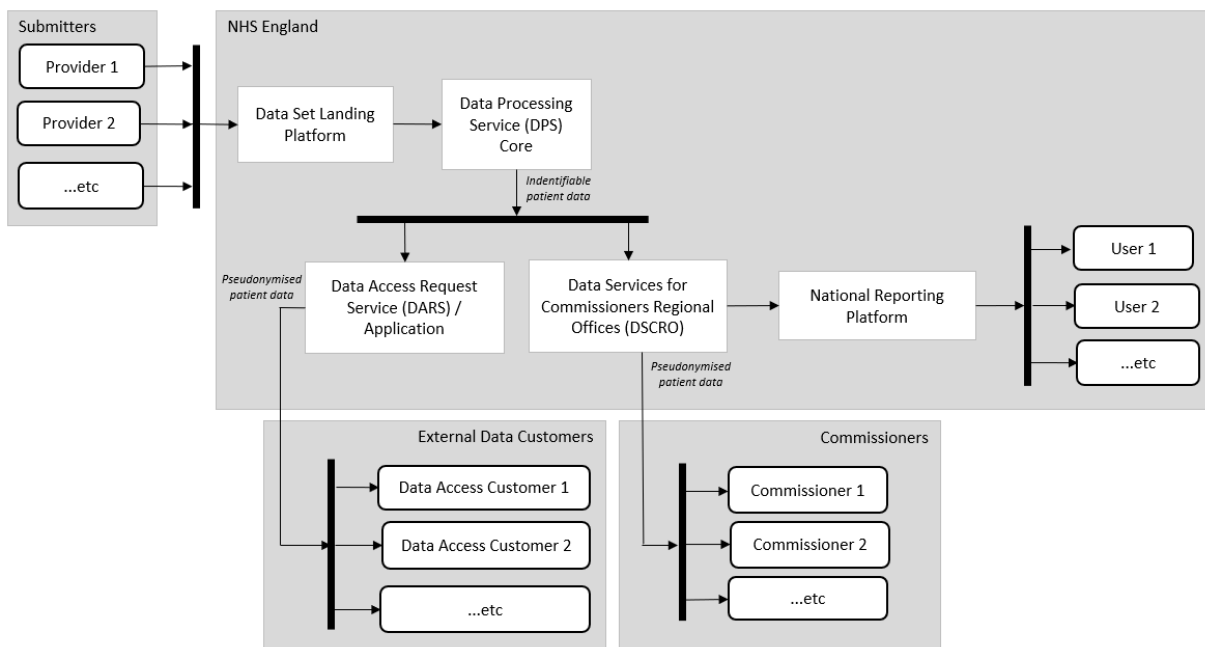 Submitters
Provider 1
Provider 2
...etc
NHS England
Data Set Landing
Platform
Data Processing
Service (DPS)
Core
Indentifiable
patient data
Pseudonymised
patient data
Data Access Request
Service (DARS) /
Application
Data Services for
Commissioners Regional
Offices (DSCRO)
National Reporting
Platform
User 1
User 2
...etc
Pseudonymised
patient data
External Data Customers
Data Access Customer 1
Data Access Customer 2
...etc
Commissioners
Commissioner 1
Commissioner 2
...etc